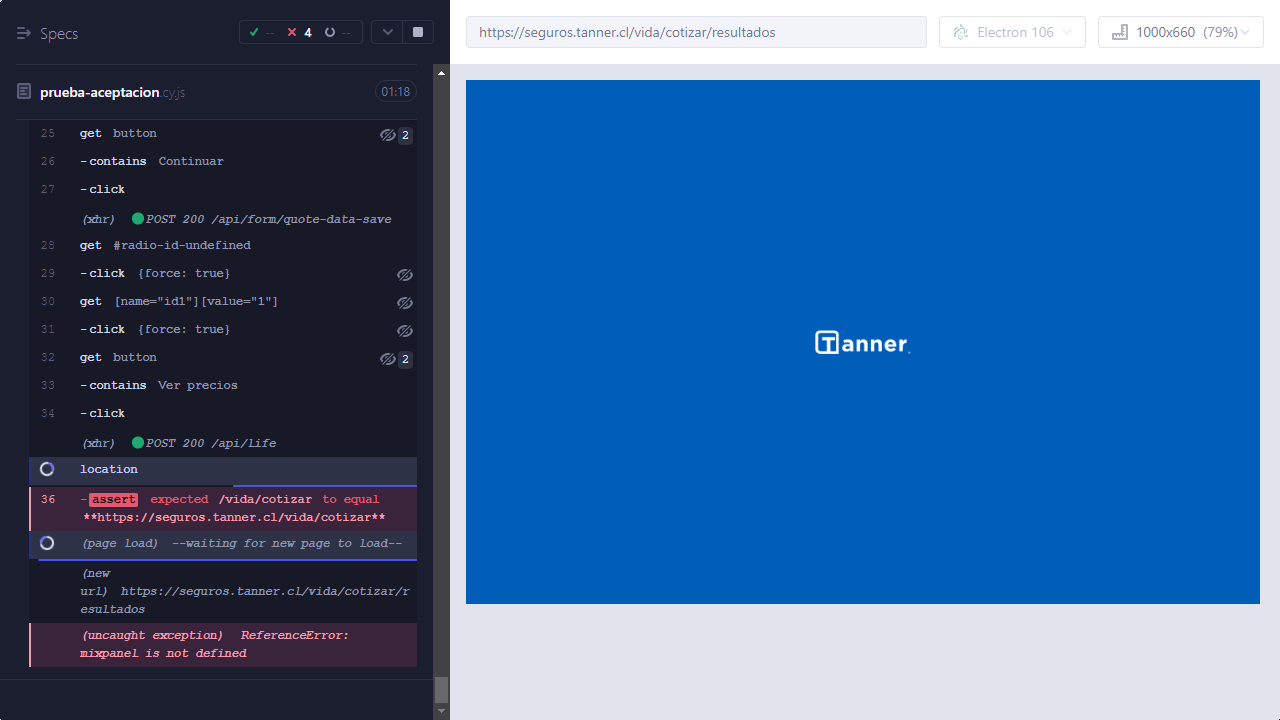 Specs
-- 4 --
https://seguros.tanner.cl/vida/cotizar/resultados
Electron 106
1000x660 (79%)
prueba-aceptacion.cy.js 01:18
25 get button 2
26 -contains Continuar
27 -click
(xhr) POST 200 /api/form/quote-data-save
28 get #radio-id-undefined
29 -click {force: true}
30 get [name="id1"][value="1"]
31 -click {force: true}
32 get button 2
33 -contains Ver precios
34 -click
(xhr) POST 200 /api/life
location
36 -assert expected /vida/cotizar to equal
**https://seguros.tanner.cl/vida/cotizar**
(page load) --waiting for new page to load--
(new
url) https://seguros.tanner.cl/vida/cotizar/r
esultados
(uncaught exception) ReferenceError:
mixpanel is not defined
Tanner.